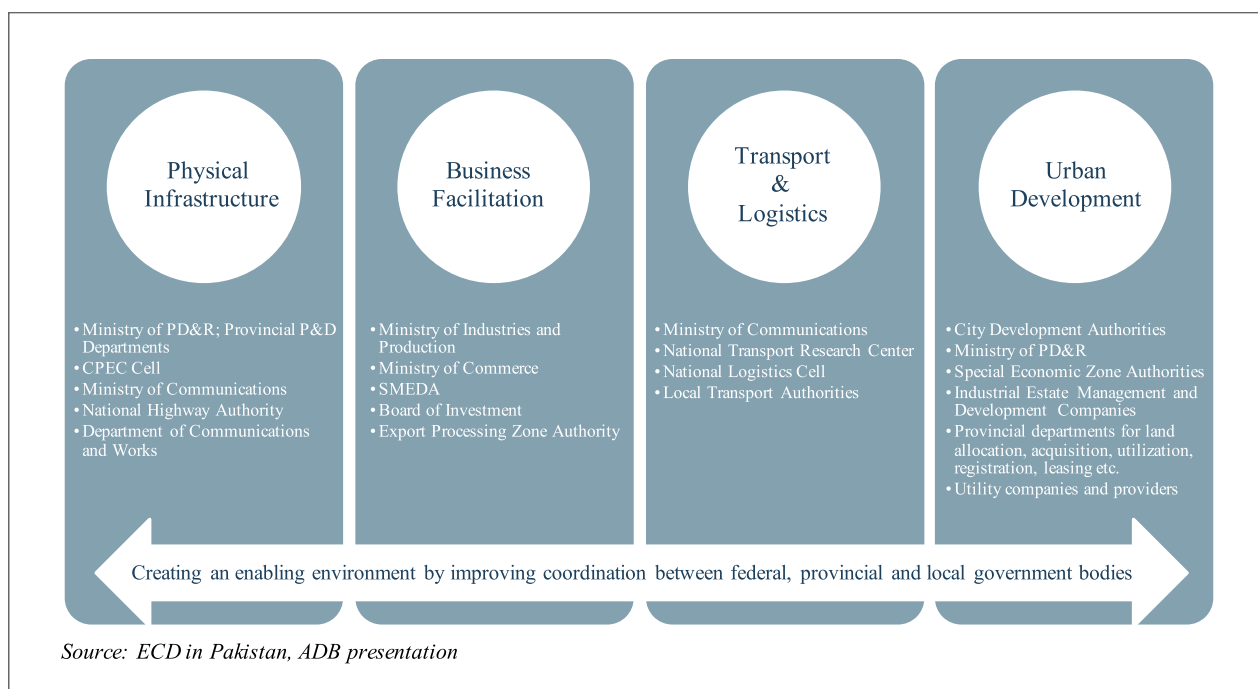 Physical
Infrastructure
• Ministry of PD&R; Provincial P&D
Departments
• CPEC Cell
• Ministry of Communications
• National Highway Authority
• Department of Communications
and Works
Business
Facilitation
• Ministry of Industries and
Production
• Ministry of Commerce
• SMEDA
• Board of Investment
• Export Processing Zone Authority
Transport
&
Logistics
• Ministry of Communications
• National Transport Research Center
• National Logistics Cell
• Local Transport Authorities
Urban
Development
• City Development Authorities
• Ministry of PD&R
• Special Economic Zone Authorities
• Industrial Estate Management and
Development Companies
• Provincial departments for land
allocation, acquisition, utilization,
registration, leasing etc.
• Utility companies and providers
Creating an enabling environment by improving coordination between federal, provincial and local government bodies
Source: ECD in Pakistan, ADB presentation